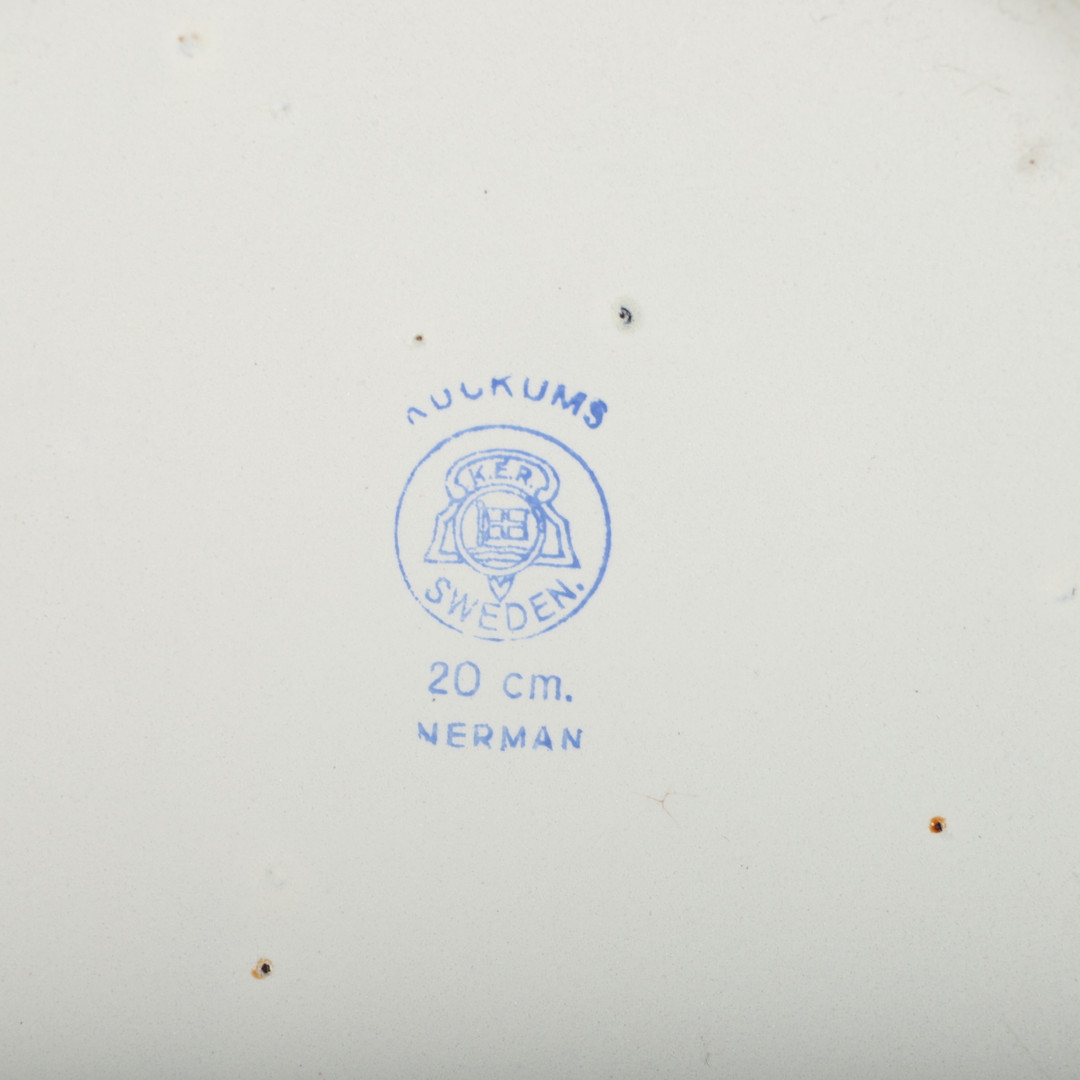 KOCKUMS
K.E.R.
SWEDEN.
20 cm.
NERMAN